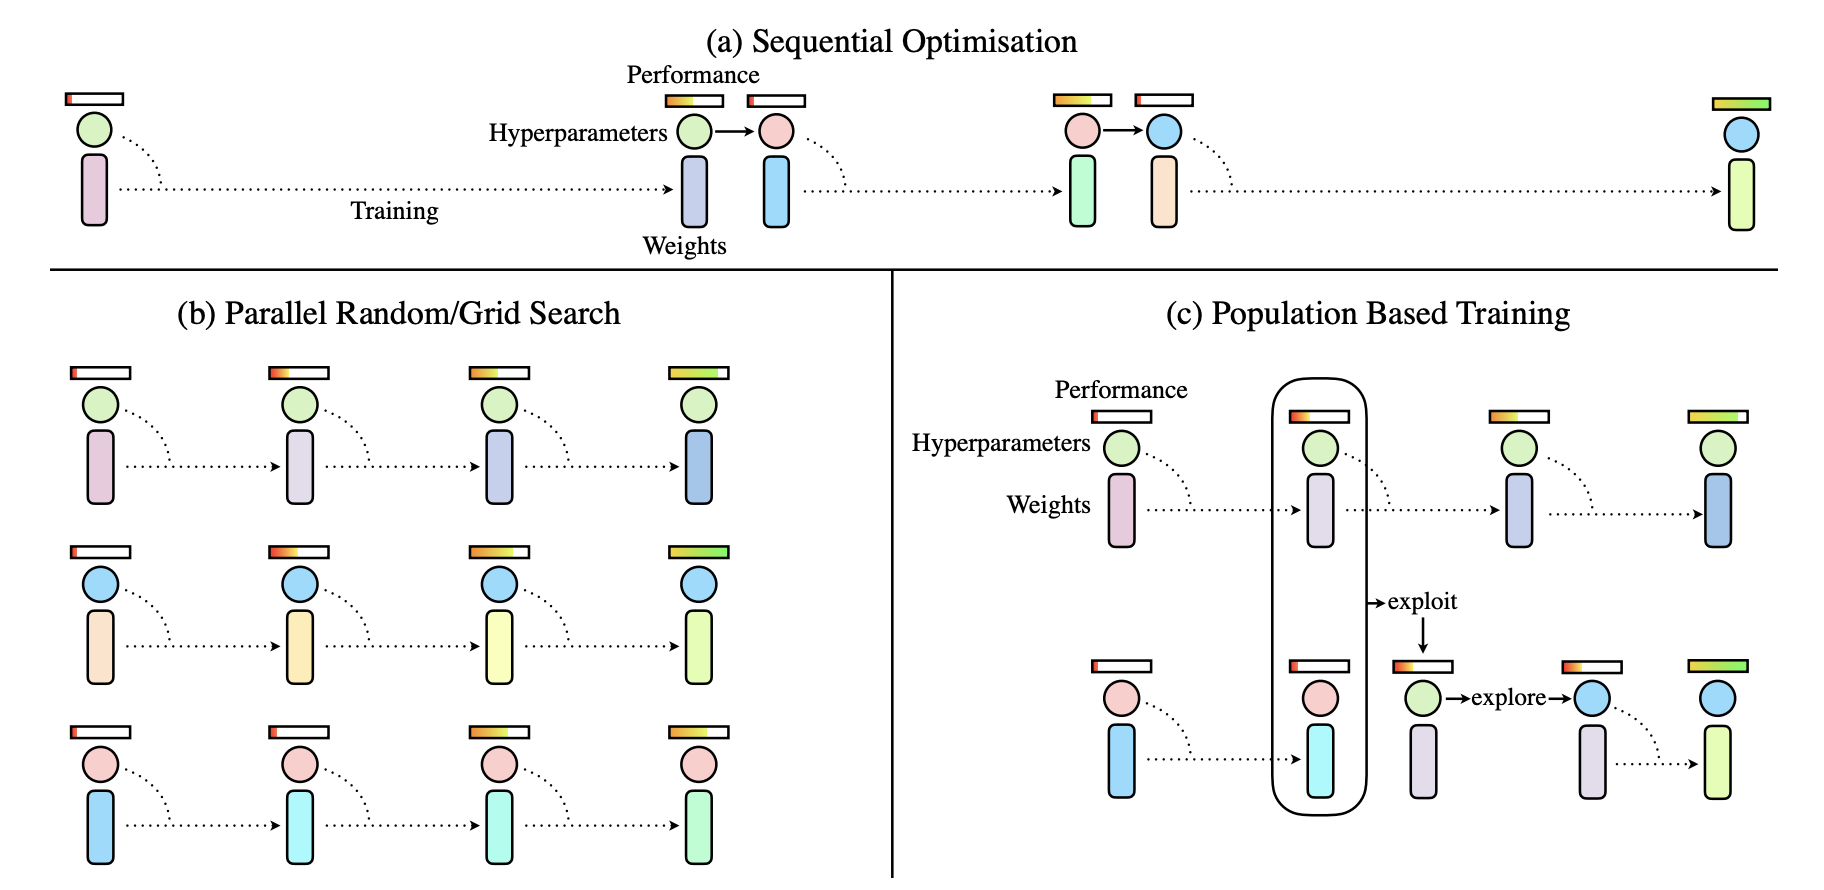 (a) Sequential Optimisation
Performance
Hyperparameters
Training
Weights
(b) Parallel Random/Grid Search
(c) Population Based Training
Performance
Hyperparameters
Weights
exploit
explore